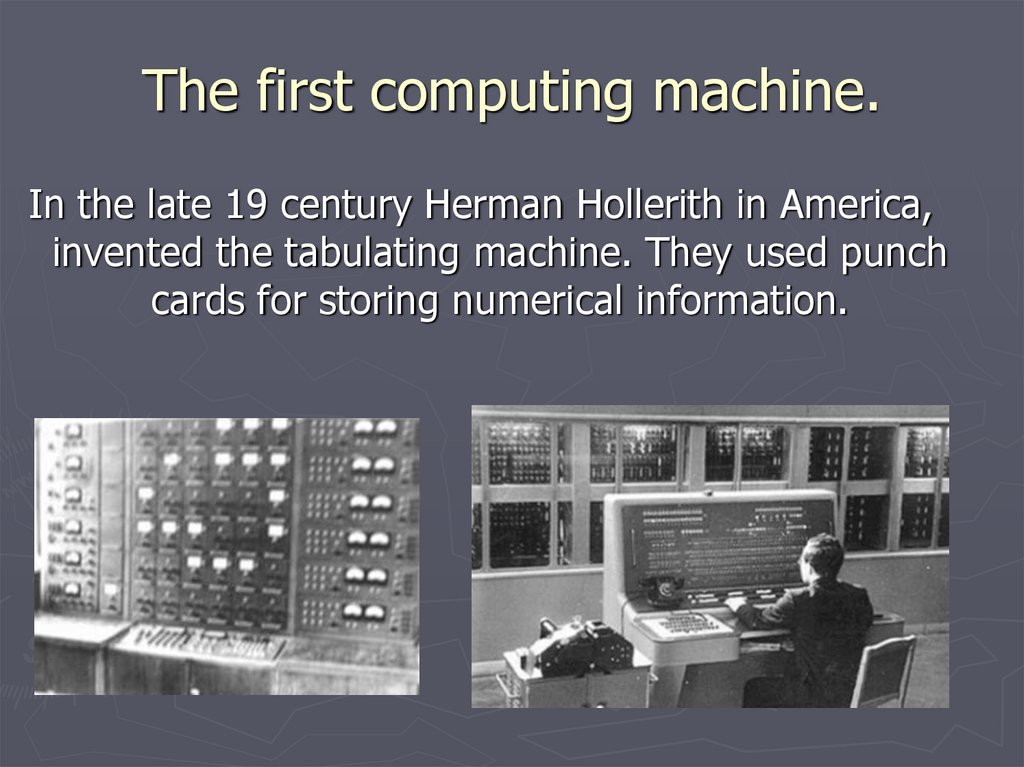 The first computing machine.
In the late 19 century Herman Hollerith in America,
invented the tabulating machine. They used punch
cards for storing numerical information.